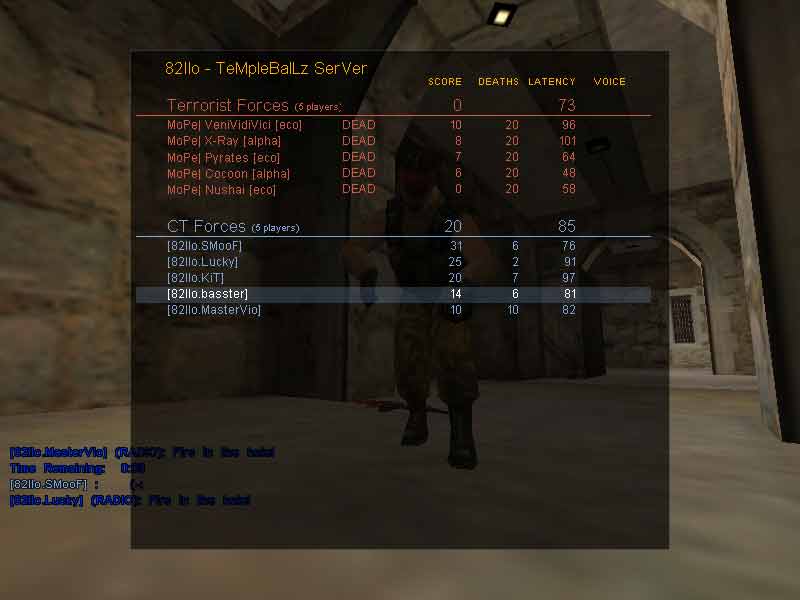 82llo - TeMpleBalLz SerVer
SCORE DEATHS LATENCY VOICE
Terrorist Forces (5 players) 0 73
MoPe| VeniVidiVici [eco] DEAD 10 20 96
MoPe| X-Ray [alpha] DEAD 8 20 101
MoPe| Pyrates [eco] DEAD 7 20 64
MoPe| Cocoon [alpha] DEAD 6 20 48
MoPe| Nushai [eco] DEAD 0 20 58
CT Forces (5 players) 20 85
[82llo.SMooF] 31 6 76
[82llo.Lucky] 25 2 91
[82llo.KiT] 20 7 97
[82llo.basster] 14 6 81
[82llo.MasterVio] 10 10 82
[82llo.MasterVio] (RADIO): Fire in the hole!
Time Remaining:
[82llo.SMooF] : (-:
[82llo.Lucky] (RADIO): Fire in the hole!